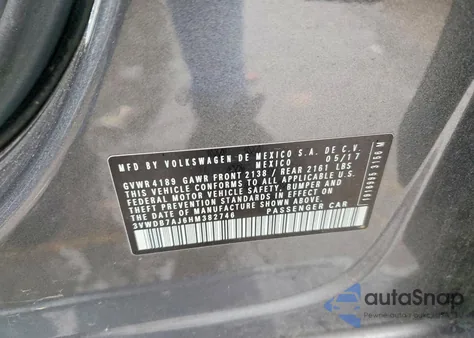 MFD BY VOLKSWAGEN DE MEXICO S.A. DE C.V.
MEXICO 05/17
GVWR 4189 GAWR FRONT 2138 / REAR 2161 LBS
THIS VEHICLE CONFORMS TO ALL APPLICABLE U.S.
FEDERAL MOTOR VEHICLE SAFETY, BUMPER, AND
THEFT PREVENTION STANDARDS IN EFFECT ON THE
DATE OF MANUFACTURE SHOWN ABOVE.
3VWDB7AJ6HM382746 PASSENGER CAR
autoSnap